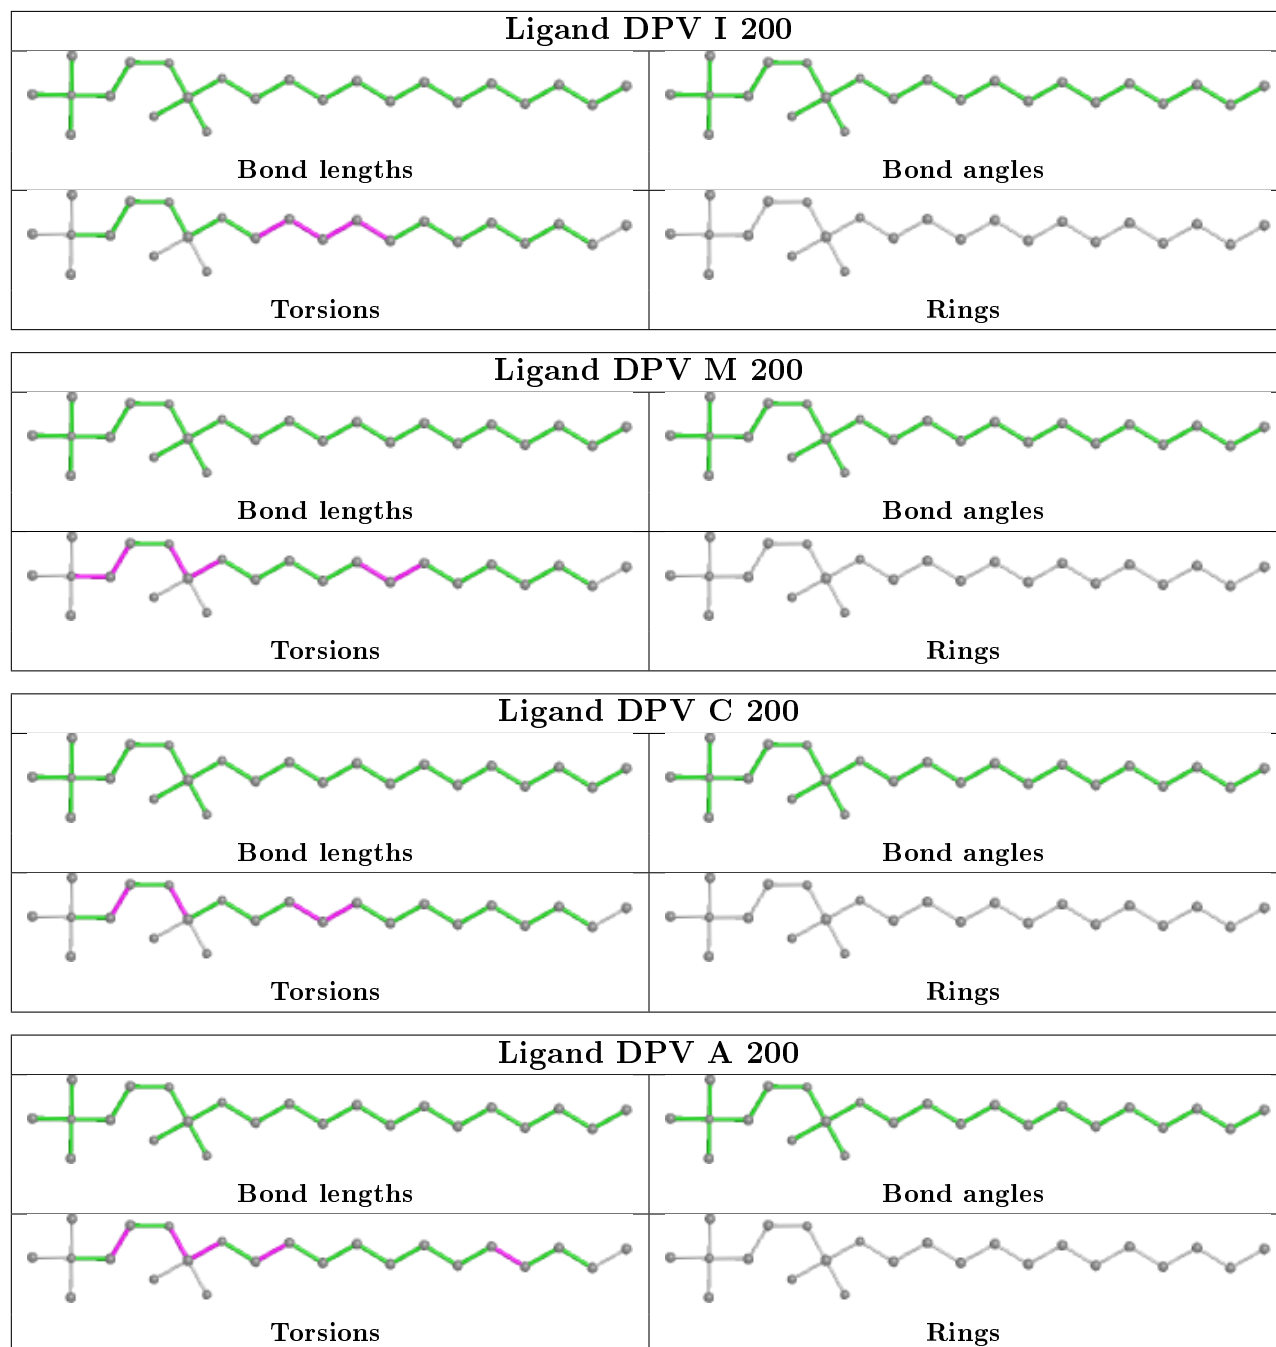 Ligand DPV I 200
Bond lengths
Bond angles
Torsions
Rings
Ligand DPV M 200
Bond lengths
Bond angles
Torsions
Rings
Ligand DPV C 200
Bond lengths
Bond angles
Torsions
Rings
Ligand DPV A 200
Bond lengths
Bond angles
Torsions
Rings